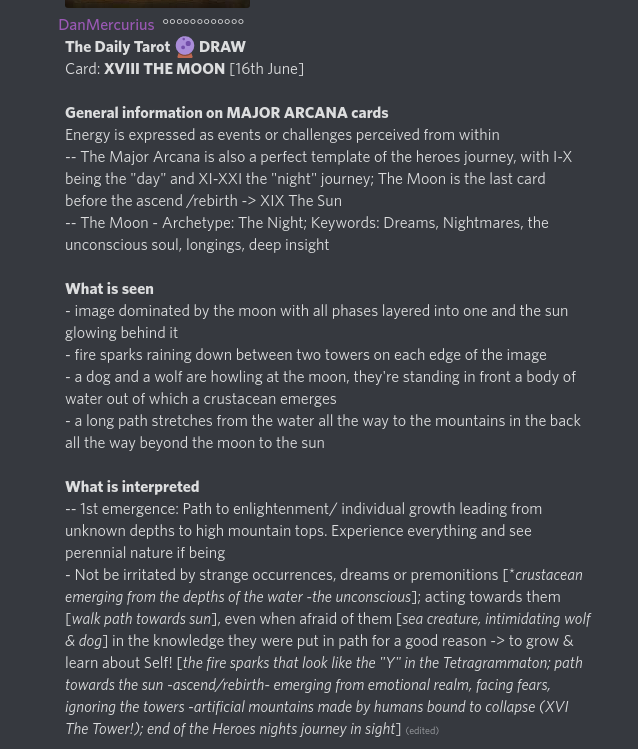 DanMercurius °°°°°°°°°°°°
The Daily Tarot 🔮 DRAW
Card: XVIII THE MOON [16th June]
General information on MAJOR ARCANA cards
Energy is expressed as events or challenges perceived from within
-- The Major Arcana is also a perfect template of the heroes journey, with I-X
being the "day" and XI-XXI the "night" journey; The Moon is the last card
before the ascend /rebirth -> XIX The Sun
-- The Moon - Archetype: The Night; Keywords: Dreams, Nightmares, the
unconscious soul, longings, deep insight
What is seen
- image dominated by the moon with all phases layered into one and the sun
glowing behind it
- fire sparks raining down between two towers on each edge of the image
- a dog and a wolf are howling at the moon, they're standing in front a body of
water out of which a crustacean emerges
- a long path stretches from the water all the way to the mountains in the back
all the way beyond the moon to the sun
What is interpreted
-- 1st emergence: Path to enlightenment/ individual growth leading from
unknown depths to high mountain tops. Experience everything and see
perennial nature if being
- Not be irritated by strange occurrences, dreams or premonitions [*crustacean
emerging from the depths of the water -the unconscious]; acting towards them
[walk path towards sun], even when afraid of them [sea creature, intimidating wolf
& dog] in the knowledge they were put in path for a good reason -> to grow &
learn about Self! [the fire sparks that look like the "Y" in the Tetragrammaton; path
towards the sun -ascend/rebirth- emerging from emotional realm, facing fears,
ignoring the towers -artificial mountains made by humans bound to collapse (XVI
The Tower!); end of the Heroes nights journey in sight] (edited)